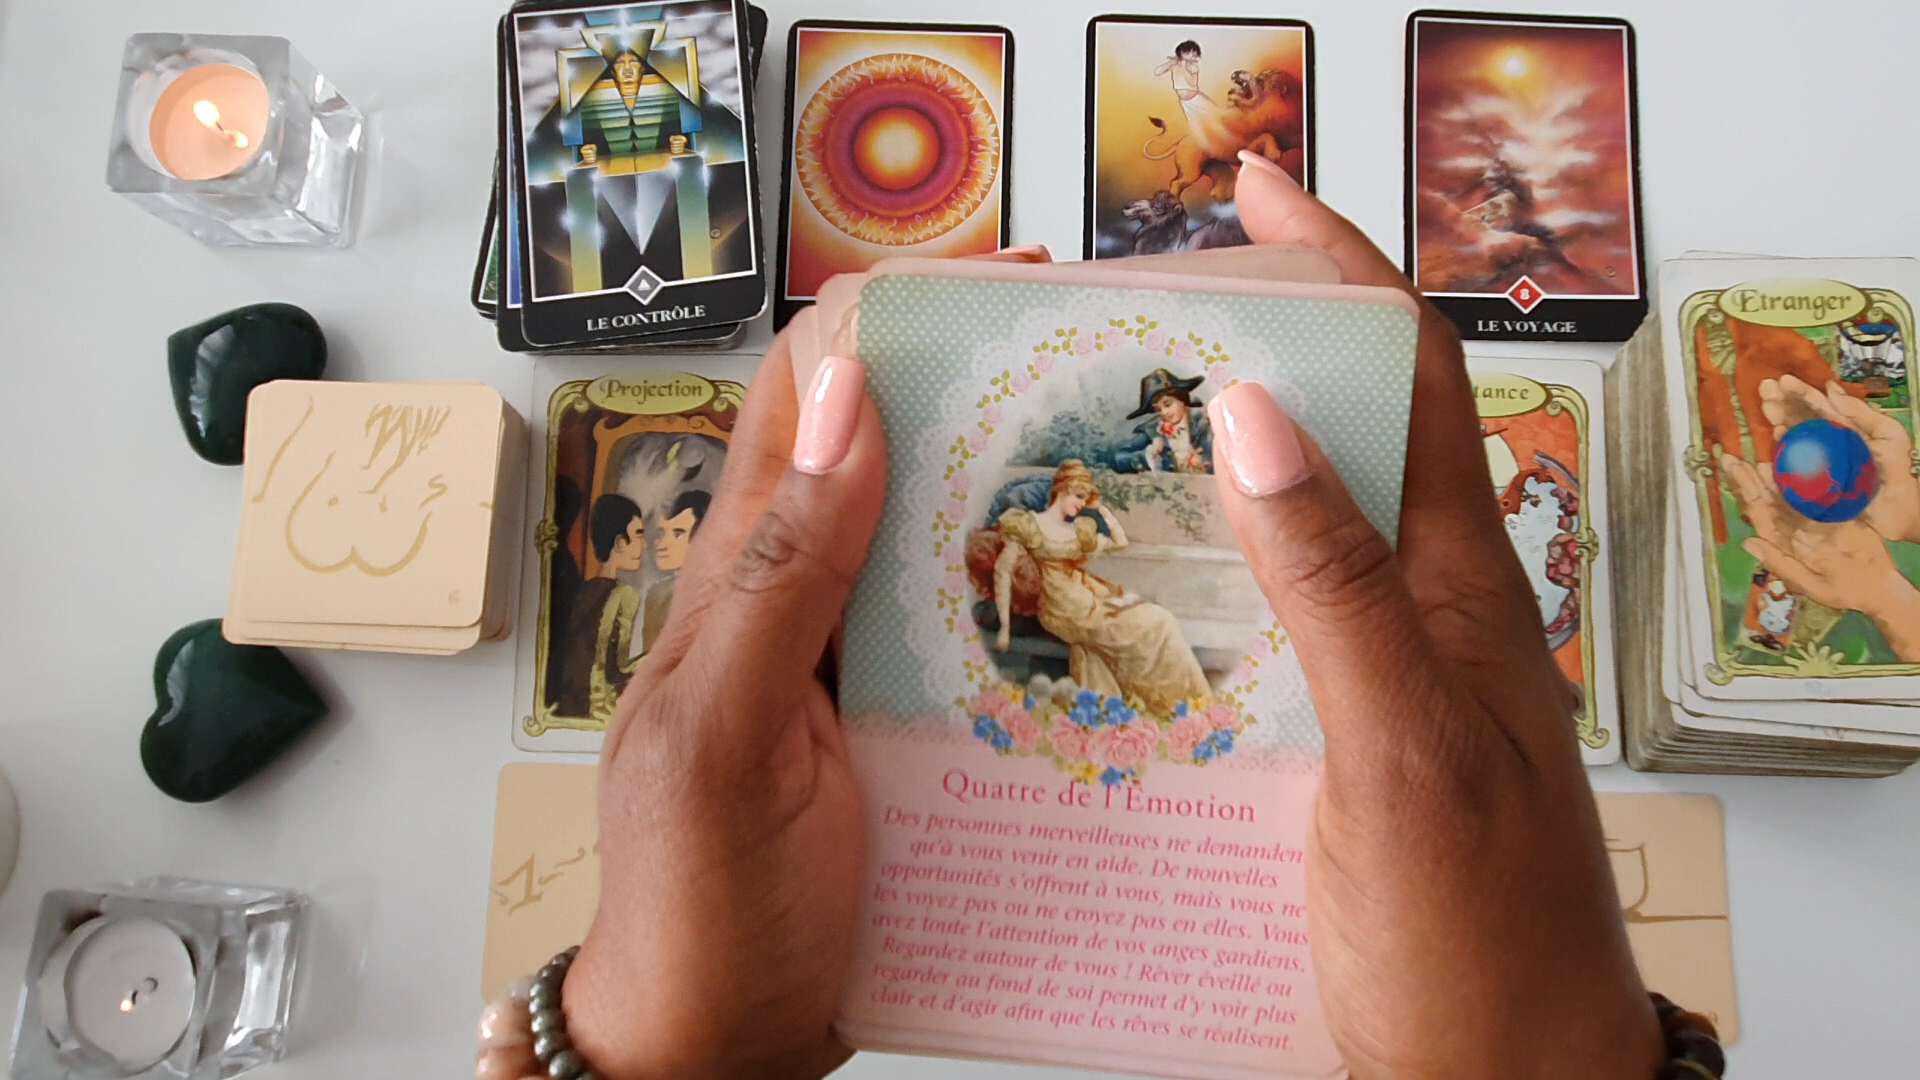 LE CONTRÔLE
8
LE VOYAGE
Etranger
Projection
tance
Quatre de l'Émotion
Des personnes merveilleuses ne demanden
qu'à vous venir en aide. De nouvelles
opportunités s'offrent à vous, mais vous ne
les voyez pas ou ne croyez pas en elles. Vous
avez toute l'attention de vos anges gardiens.
Regardez autour de vous ! Rêver éveillé ou
regarder au fond de soi permet d'y voir plus
clair et d'agir afin que les rêves se réalisent.